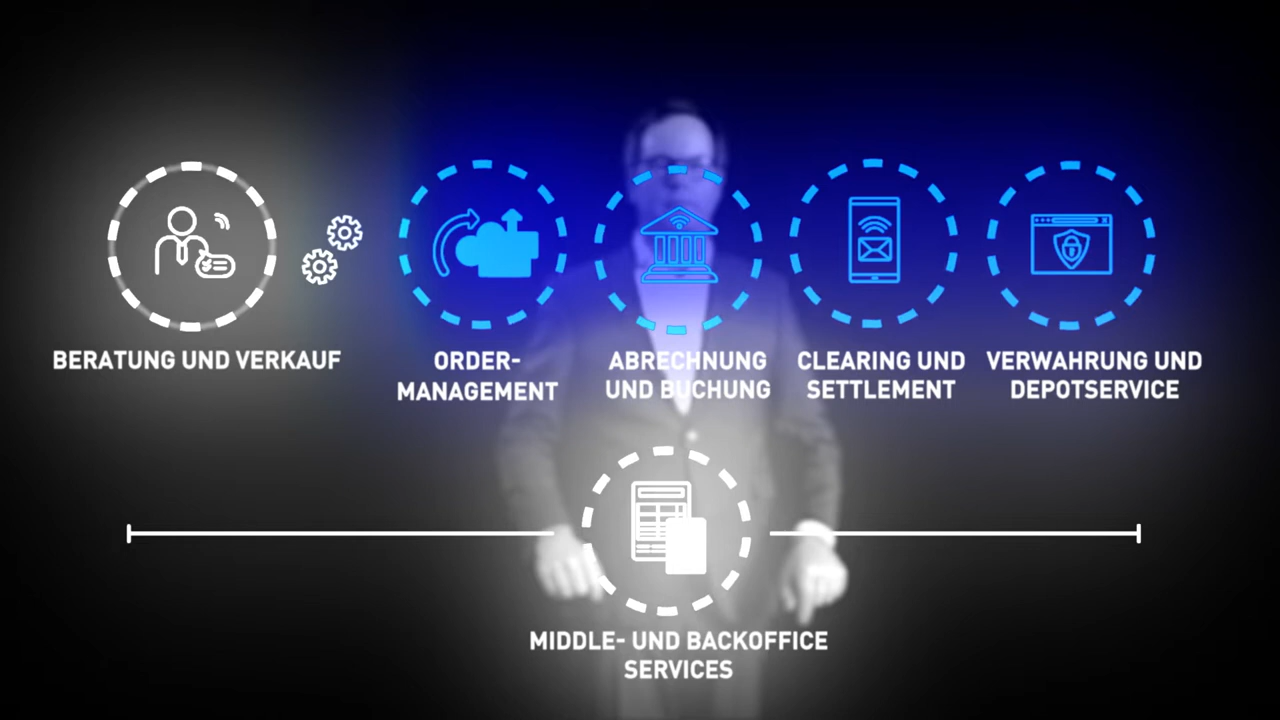 BERATUNG UND VERKAUF
ORDER-
MANAGEMENT
ABRECHNUNG
UND BUCHUNG
CLEARING UND
SETTLEMENT
VERWAHRUNG UND
DEPOTSERVICE
MIDDLE- UND BACKOFFICE
SERVICES